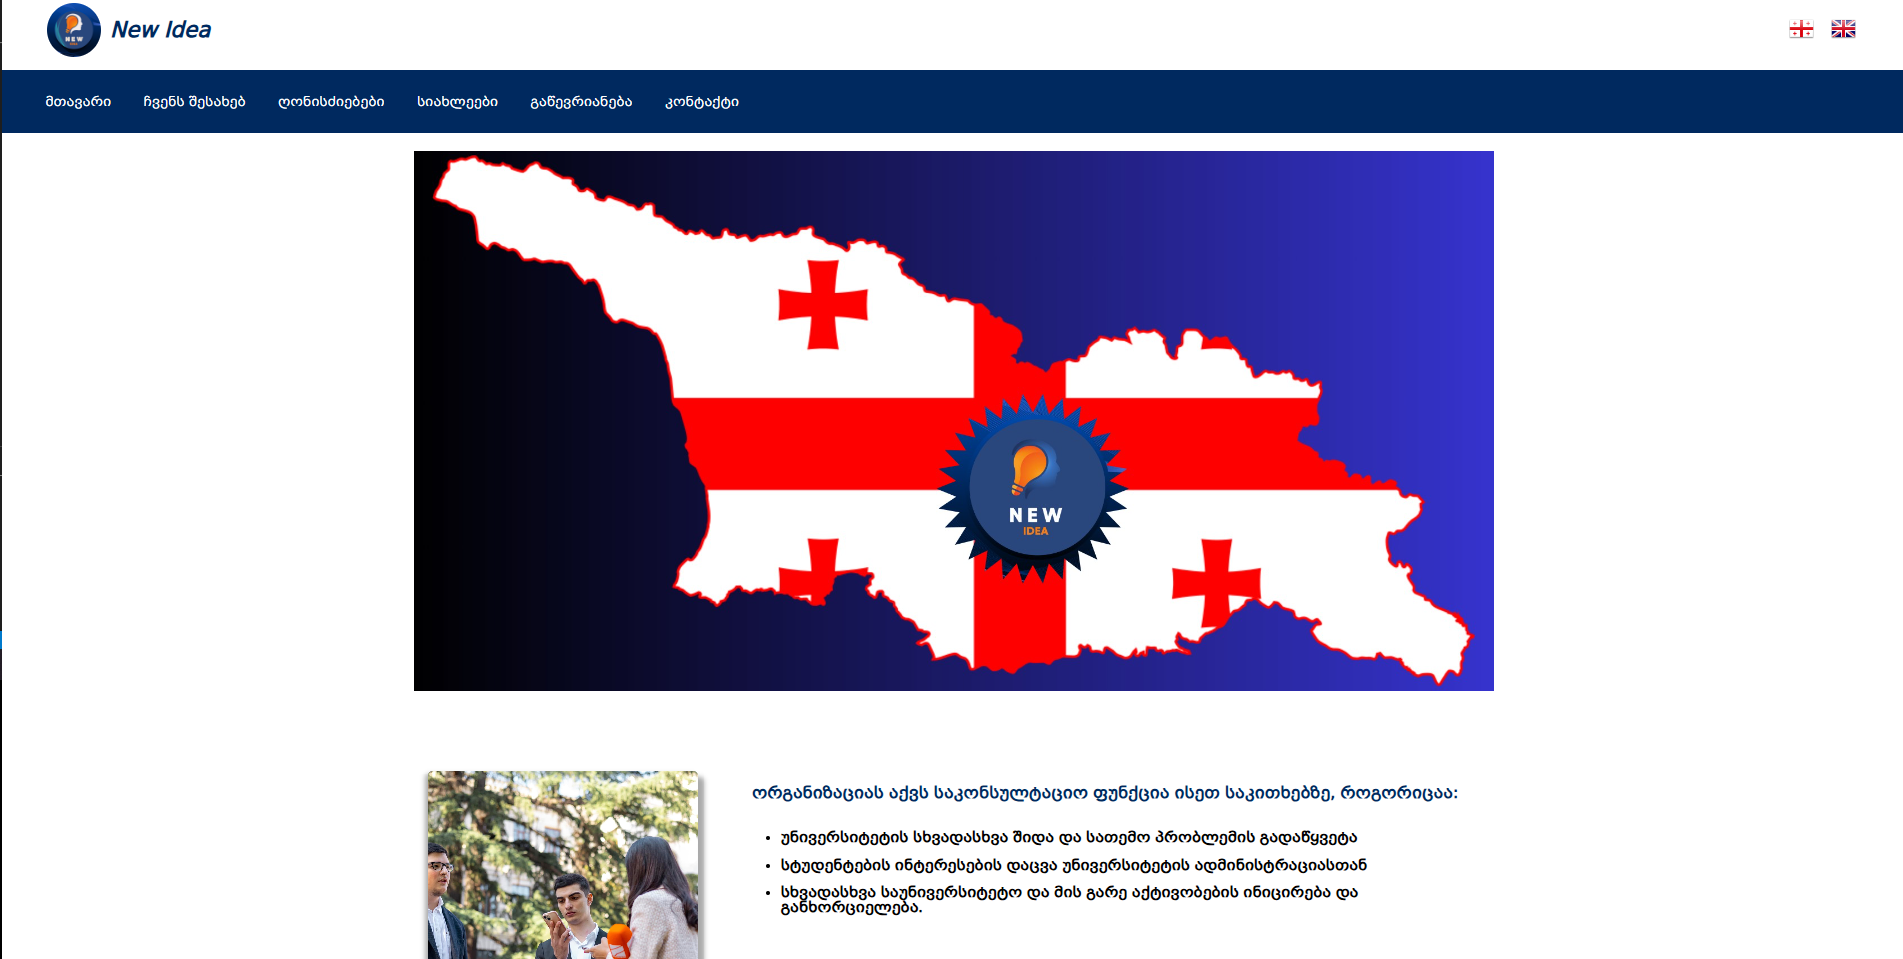 NEW
New Idea
მთავარი ჩვენს შესახებ ღონისძიებები სიახლეები გაწევრიანება კონტაქტი
NEW
IDEA
ორგანიზაციას აქვს საკონსულტაციო ფუნქცია ისეთ საკითხებზე, როგორიცაა:
უნივერსიტეტის სხვადასხვა შიდა და სათემო პრობლემის გადაწყვეტა
სტუდენტების ინტერესების დაცვა უნივერსიტეტის ადმინისტრაციასთან
სხვადასხვა საუნივერსიტეტო და მის გარე აქტივობების ინიცირება და
განხორციელება.